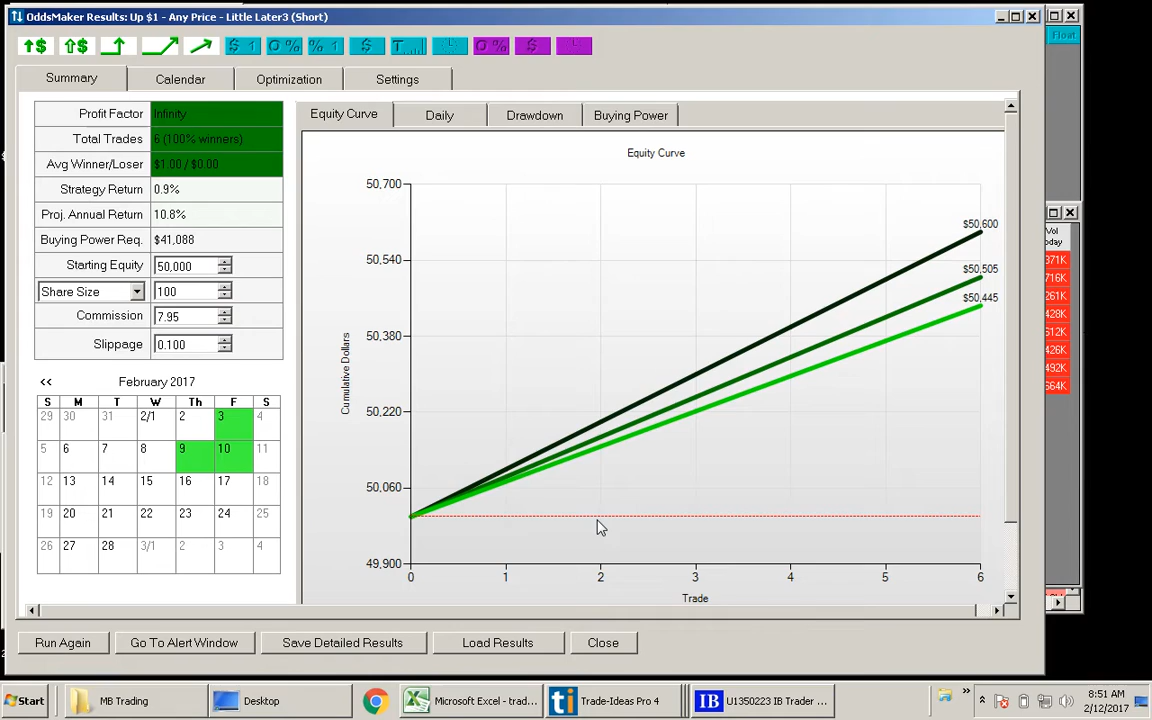 OddsMaker Results: Up $1 - Any Price - Little Later3 (Short)
Float
Summary
Calendar
Optimization
Settings
Profit Factor Infinity
Total Trades 6 (100% winners)
Avg Winner/Loser $1.00 / $0.00
Strategy Return 0.9%
Proj. Annual Return 10.8%
Buying Power Req. $41,088
Starting Equity 50,000
Share Size 100
Commission 7.95
Slippage 0.100
<< February 2017
S M T W Th F S
29 30 31 2/1 2 3 4
5 6 7 8 9 10 11
12 13 14 15 16 17 18
19 20 21 22 23 24 25
26 27 28 3/1 2 3 4
Equity Curve
Daily
Drawdown
Buying Power
Equity Curve
50,700
50,540
50,380
50,220
50,060
49,900
Cumulative Dollars
$50,600
$50,505
$50,445
0 1 2 3 4 5 6
Trade
Vol
oday
371K
716K
261K
428K
612K
426K
492K
664K
Run Again
Go To Alert Window
Save Detailed Results
Load Results
Close
Start
MB Trading
Desktop
Microsoft Excel - trad...
Trade-Ideas Pro 4
U1350223 IB Trader ...
8:51 AM
2/12/2017